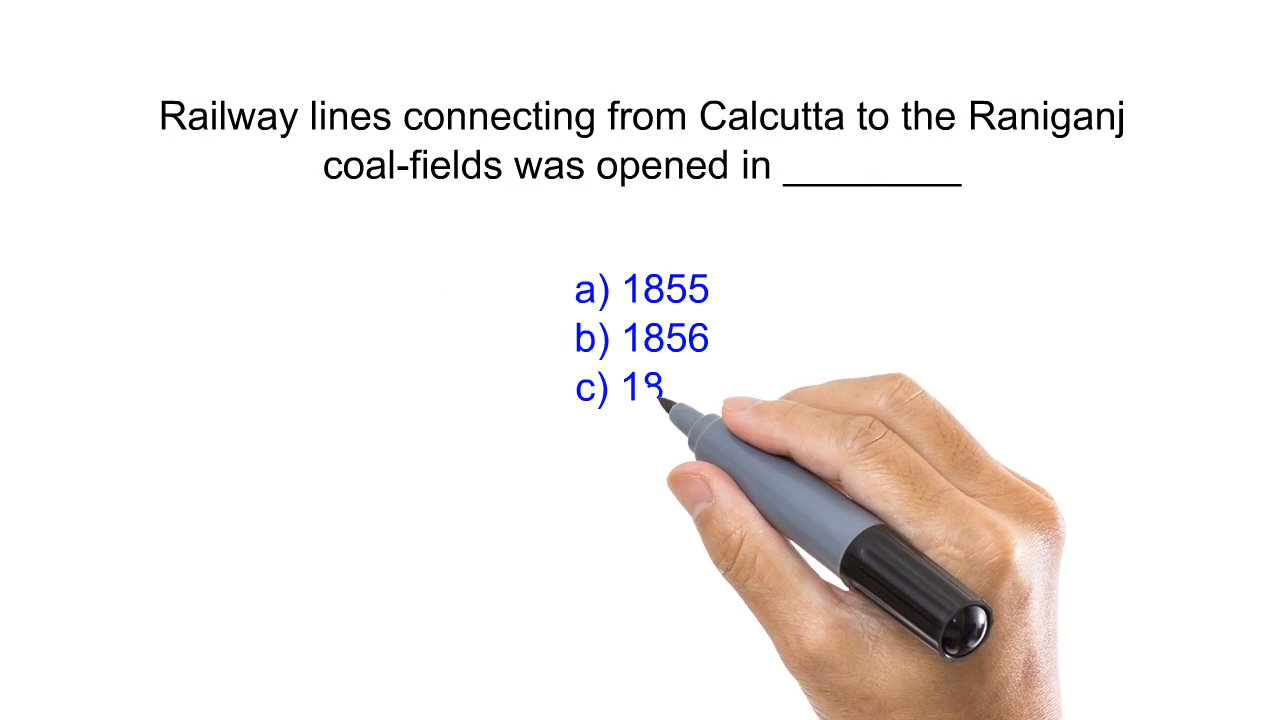 Railway lines connecting from Calcutta to the Raniganj
coal-fields was opened in ________
a) 1855
b) 1856
c) 18